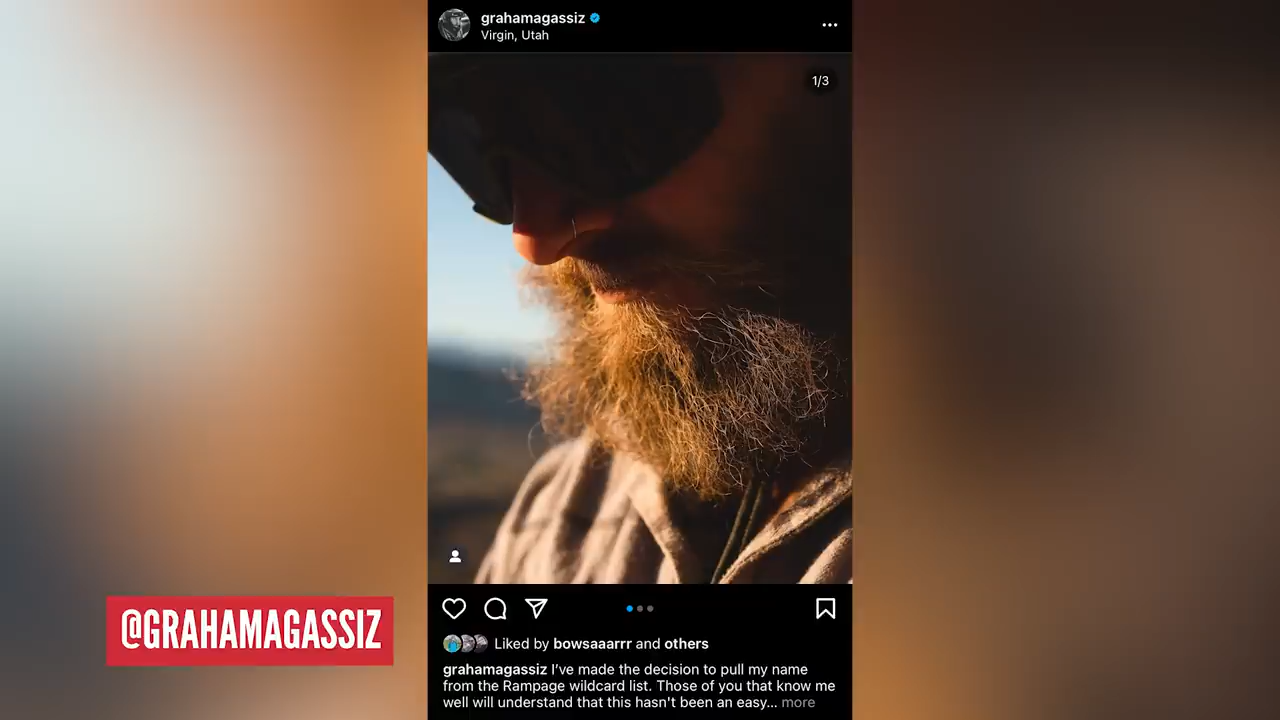 grahamagassiz
Virgin, Utah
1/3
@GRAHAMAGASSIZ
Liked by bowsaaarrr and others
grahamagassiz I’ve made the decision to pull my name
from the Rampage wildcard list. Those of you that know me
well will understand that this hasn't been an easy... more